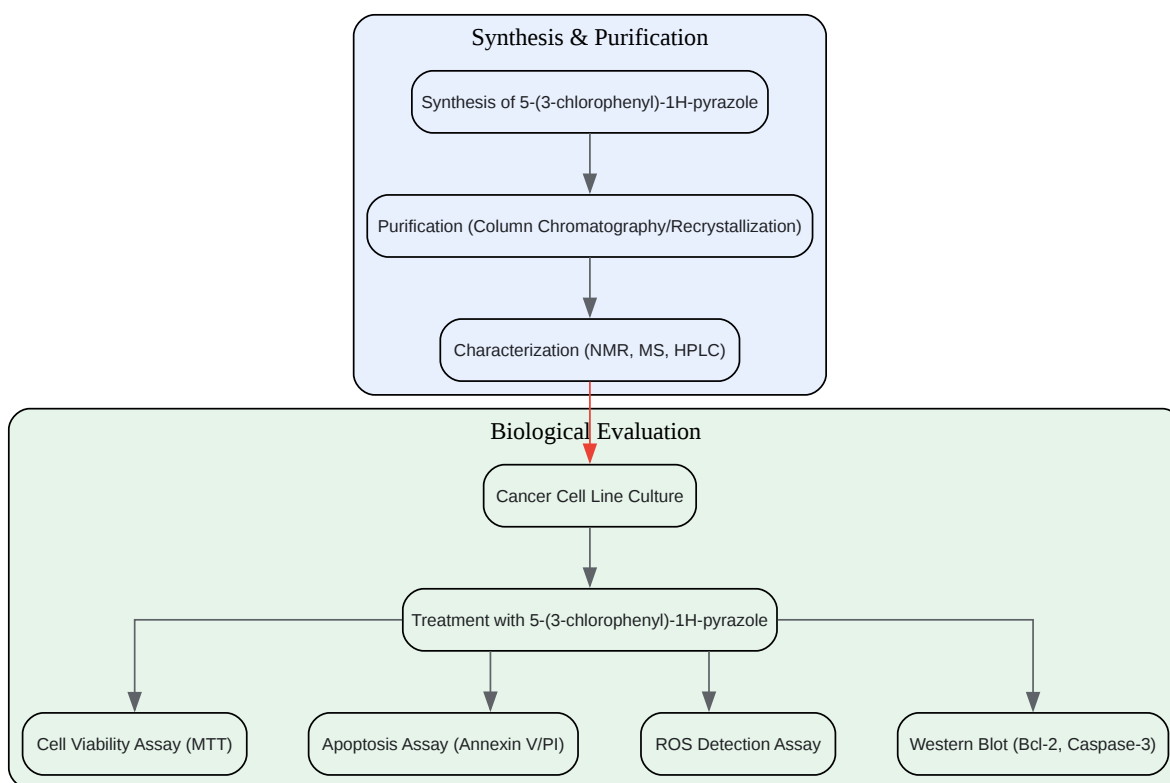 Synthesis & Purification
Synthesis of 5-(3-chlorophenyl)-1H-pyrazole
Purification (Column Chromatography/Recrystallization)
Characterization (NMR, MS, HPLC)
Biological Evaluation
Cancer Cell Line Culture
Treatment with 5-(3-chlorophenyl)-1H-pyrazole
Cell Viability Assay (MTT)
Apoptosis Assay (Annexin V/PI)
ROS Detection Assay
Western Blot (Bcl-2, Caspase-3)